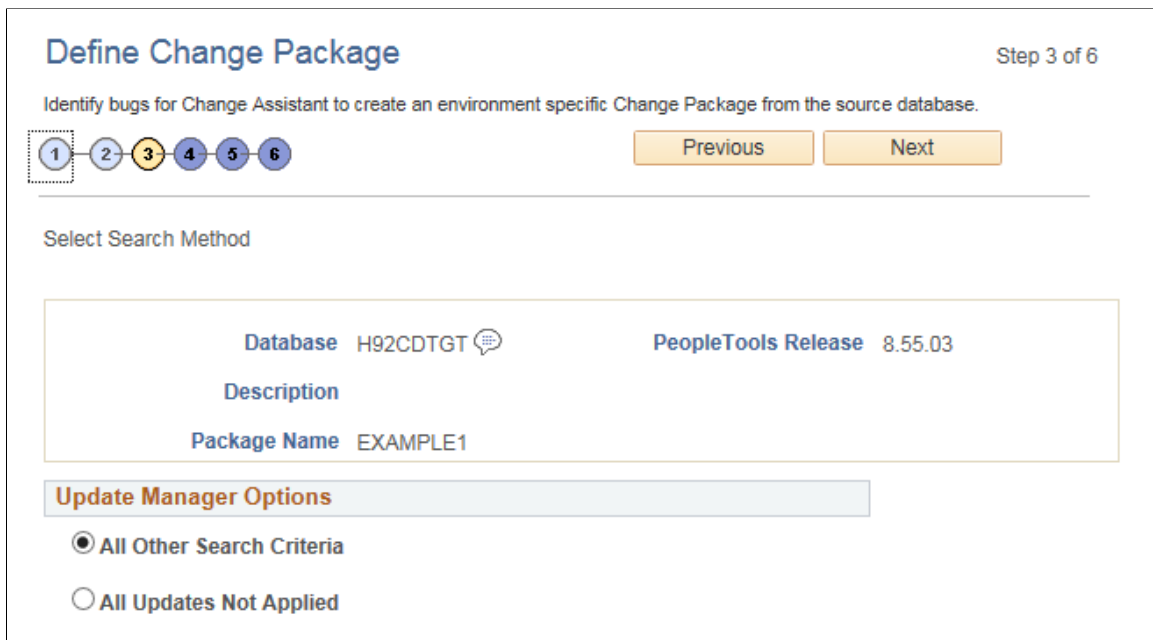 Define Change Package
Step 3 of 6
Identify bugs for Change Assistant to create an environment specific Change Package from the source database.
1 2 3 4 5 6
Previous Next
Select Search Method
Database H92CDTGT PeopleTools Release 8.55.03
Description
Package Name EXAMPLE1
Update Manager Options
All Other Search Criteria
All Updates Not Applied